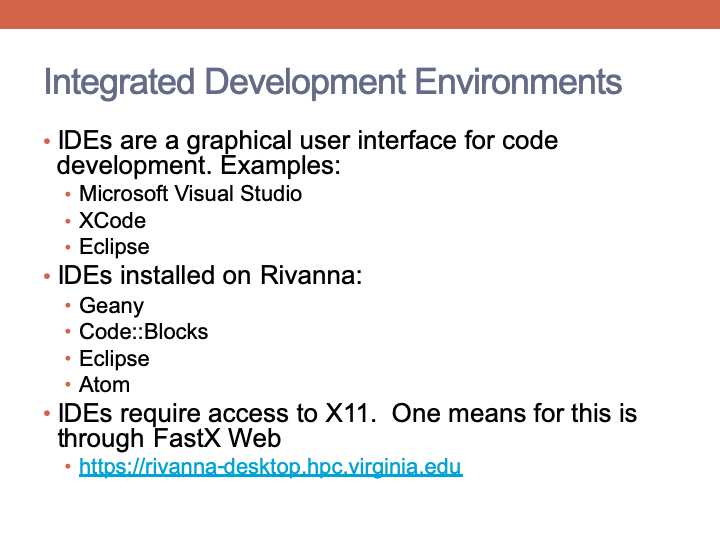 Integrated Development Environments
• IDEs are a graphical user interface for code
development. Examples:
• Microsoft Visual Studio
• XCode
• Eclipse
• IDEs installed on Rivanna:
• Geany
• Code::Blocks
• Eclipse
• Atom
• IDEs require access to X11.  One means for this is
through FastX Web
• https://rivanna-desktop.hpc.virginia.edu